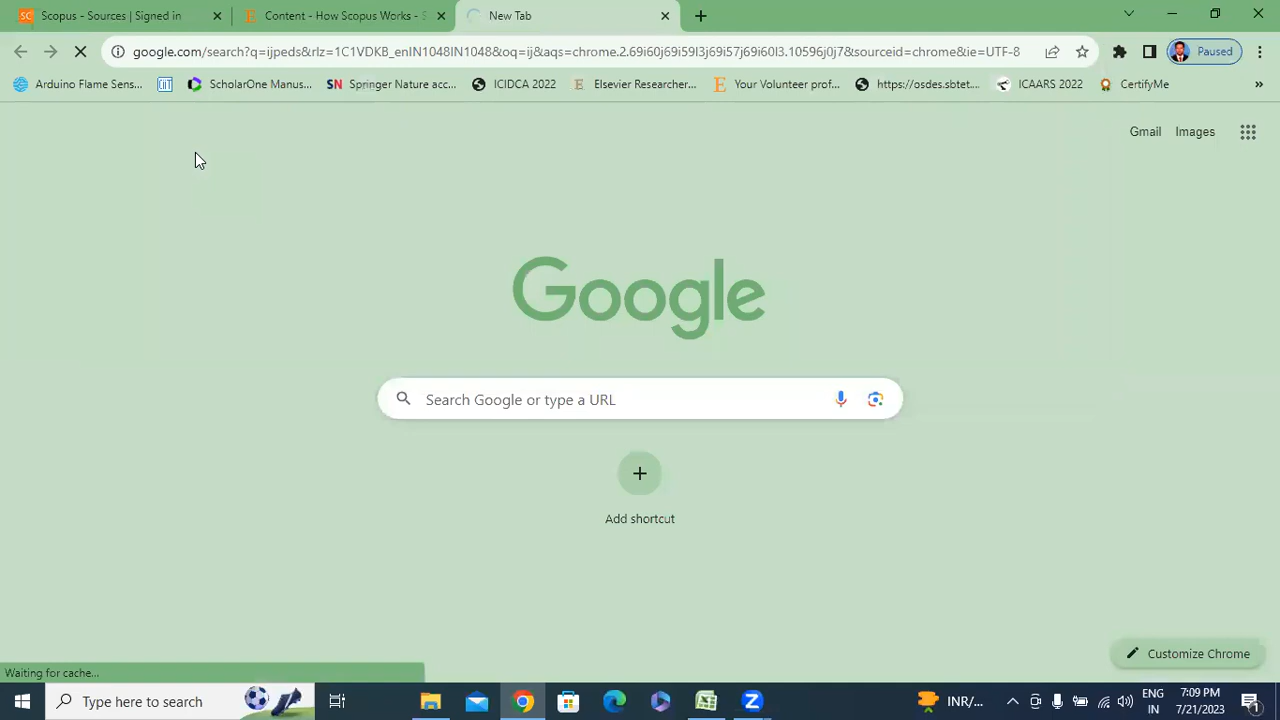 Scopus - Sources | Signed in
Content - How Scopus Works - S
New Tab
google.com/search?q=ijpeds&rlz=1C1VDKB_enIN1048IN1048&oq=ij&aqs=chrome.2.69i60j69i59l3j69i57j69i60l3.10596j0j7&sourceid=chrome&ie=UTF-8
Paused
Arduino Flame Sens...
ScholarOne Manus...
SN Springer Nature acc...
ICIDCA 2022
Elsevier Researcher...
Your Volunteer prof...
https://osdes.sbtet....
ICAARS 2022
CertifyMe
Gmail
Images
Google
Search Google or type a URL
Add shortcut
Customize Chrome
Waiting for cache...
Type here to search
INR/...
ENG
IN
7:09 PM
7/21/2023
1